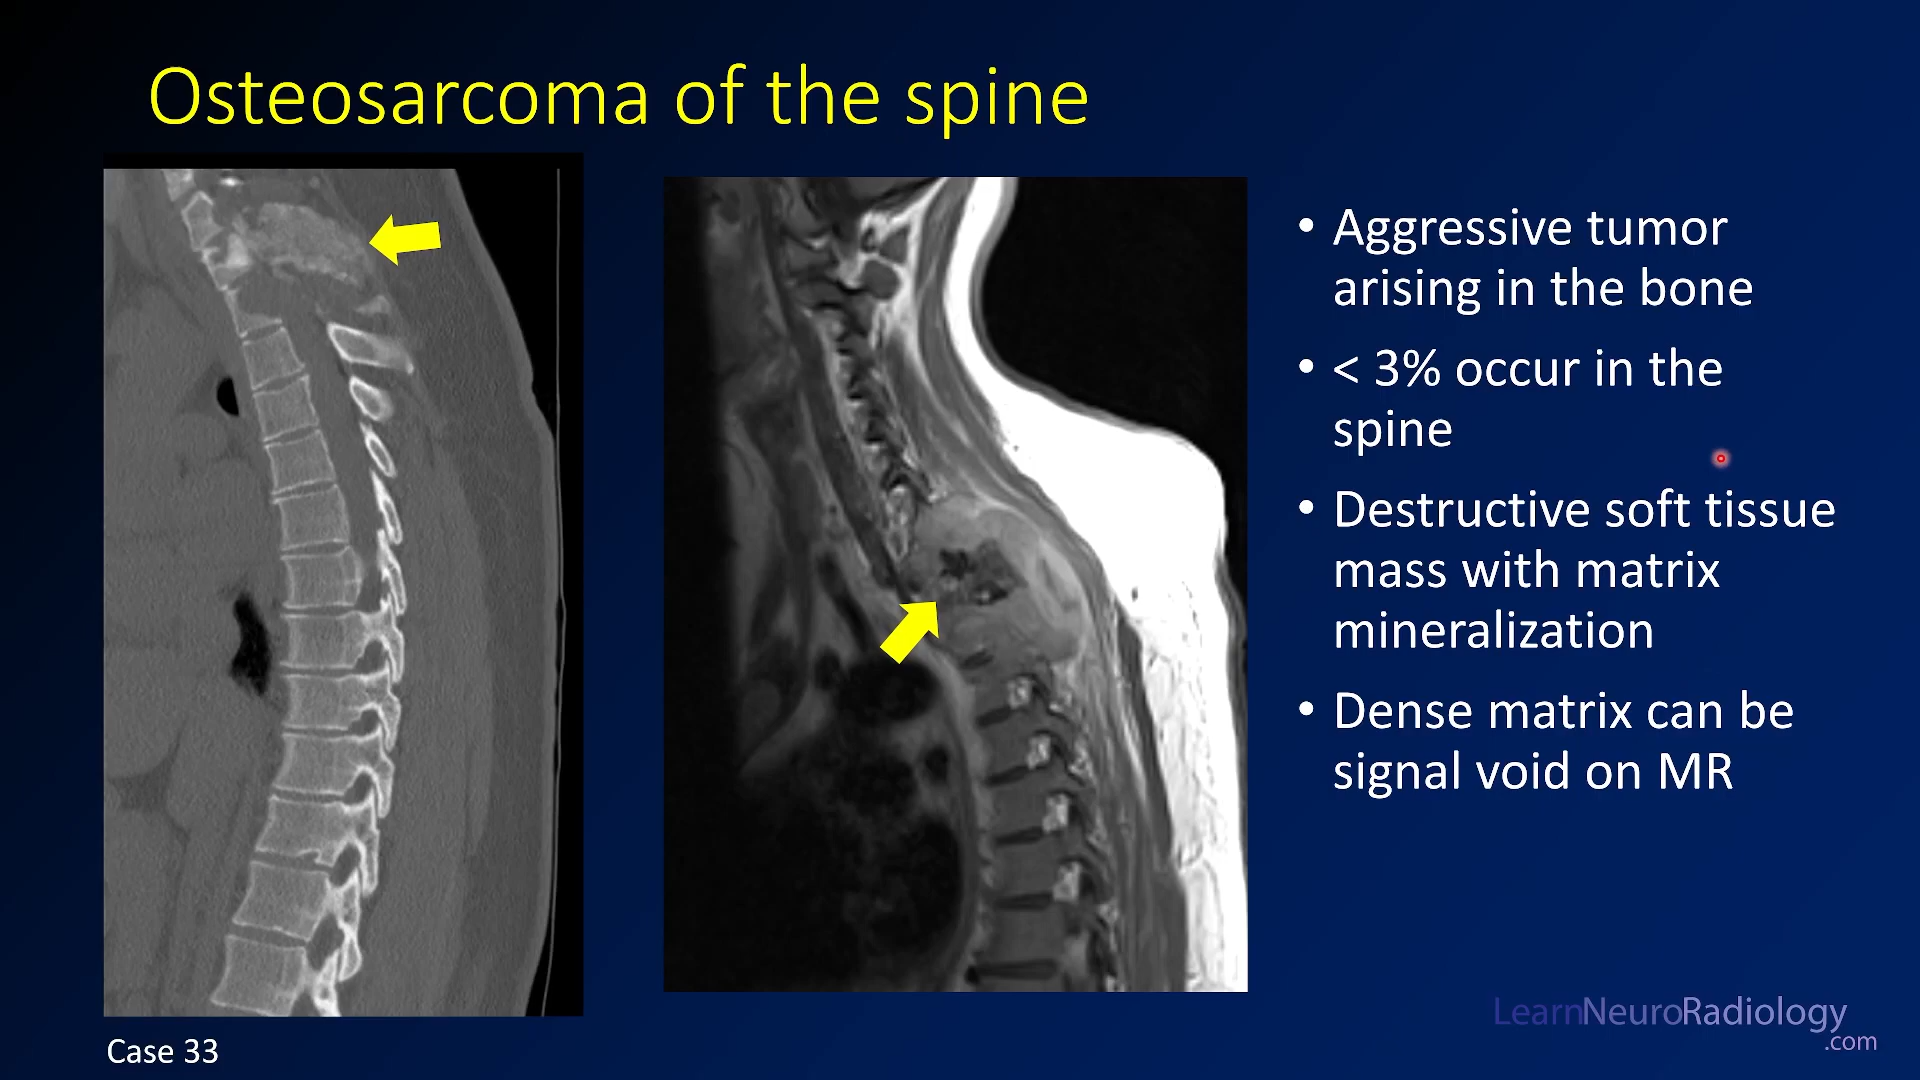 Osteosarcoma of the spine
• Aggressive tumor
arising in the bone
• < 3% occur in the
spine
• Destructive soft tissue
mass with matrix
mineralization
• Dense matrix can be
signal void on MR
Case 33
LearnNeuroRadiology
.com